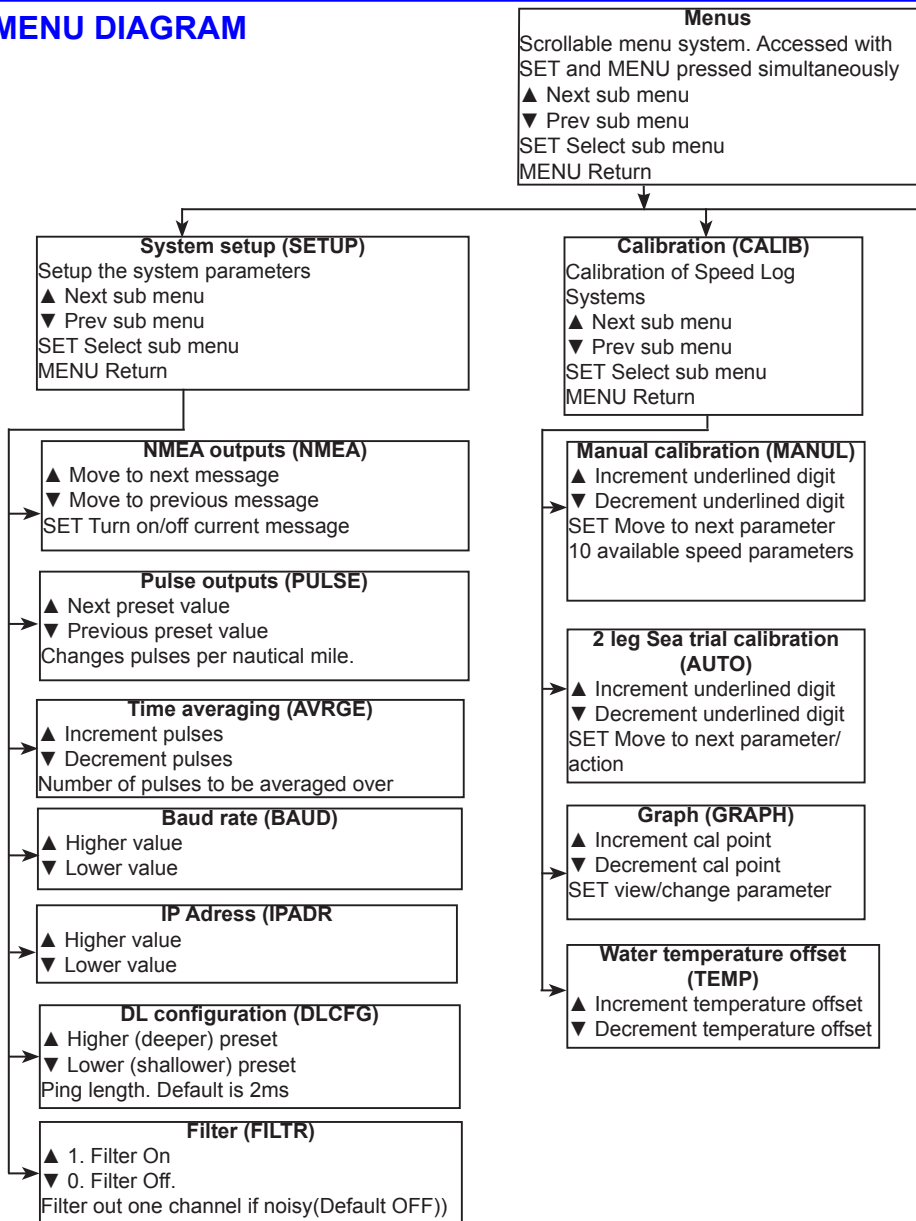 MENU DIAGRAM
Menus
Scrollable menu system. Accessed with
SET and MENU pressed simultaneously
▲ Next sub menu
▼ Prev sub menu
SET Select sub menu
MENU Return
System setup (SETUP)
Setup the system parameters
▲ Next sub menu
▼ Prev sub menu
SET Select sub menu
MENU Return
NMEA outputs (NMEA)
▲ Move to next message
▼ Move to previous message
SET Turn on/off current message
Pulse outputs (PULSE)
▲ Next preset value
▼ Previous preset value
Changes pulses per nautical mile.
Time averaging (AVRGE)
▲ Increment pulses
▼ Decrement pulses
Number of pulses to be averaged over
Baud rate (BAUD)
▲ Higher value
▼ Lower value
IP Adress (IPADR
▲ Higher value
▼ Lower value
DL configuration (DLCFG)
▲ Higher (deeper) preset
▼ Lower (shallower) preset
Ping length. Default is 2ms
Filter (FILTR)
▲ 1. Filter On
▼ 0. Filter Off.
Filter out one channel if noisy(Default OFF))
Calibration (CALIB)
Calibration of Speed Log
Systems
▲ Next sub menu
▼ Prev sub menu
SET Select sub menu
MENU Return
Manual calibration (MANUL)
▲ Increment underlined digit
▼ Decrement underlined digit
SET Move to next parameter
10 available speed parameters
2 leg Sea trial calibration
(AUTO)
▲ Increment underlined digit
▼ Decrement underlined digit
SET Move to next parameter/
action
Graph (GRAPH)
▲ Increment cal point
▼ Decrement cal point
SET view/change parameter
Water temperature offset
(TEMP)
▲ Increment temperature offset
▼ Decrement temperature offset